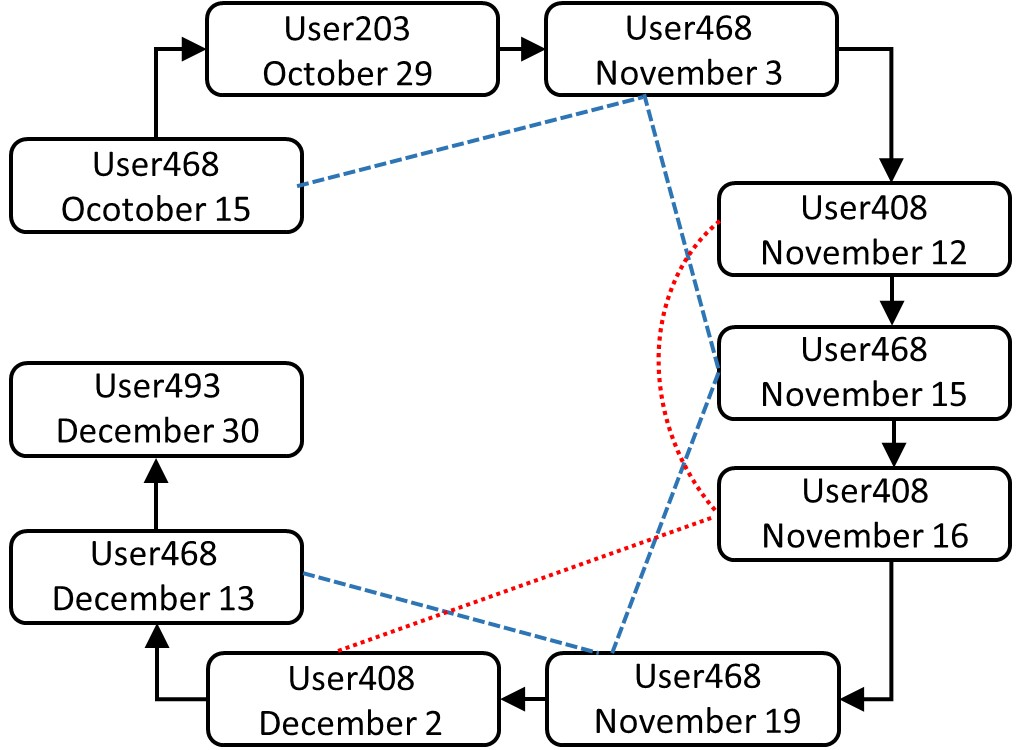 User468
Ocotober 15
User203
October 29
User468
November 3
User408
November 12
User468
November 15
User408
November 16
User468
November 19
User408
December 2
User468
December 13
User493
December 30